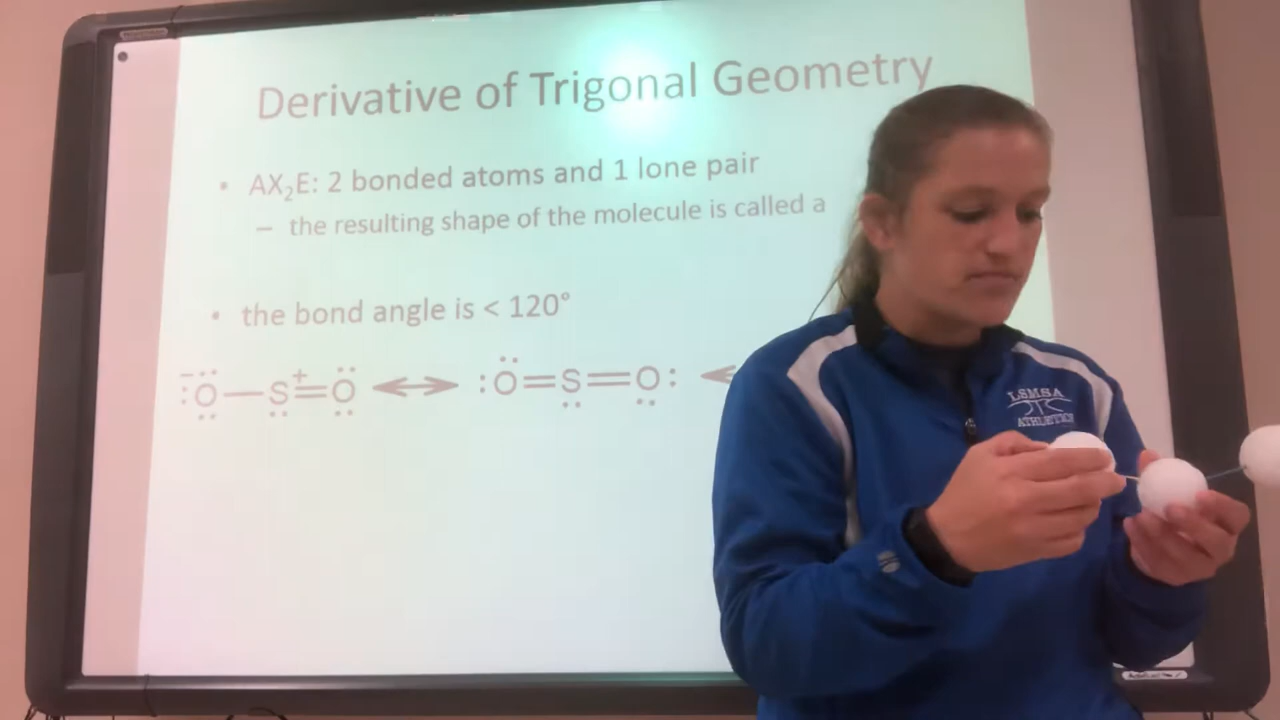 Derivative of Trigonal Geometry
• AX₂E: 2 bonded atoms and 1 lone pair
– the resulting shape of the molecule is called a
• the bond angle is < 120°
:Ö—S⁺=Ö ↔ :Ö=S=O: ←
LSMSA
ATHLETICS